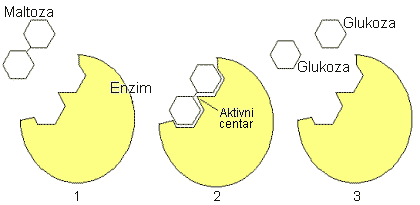 Maltoza
Enzim
1
Aktivni
centar
2
Glukoza
Glukoza
3